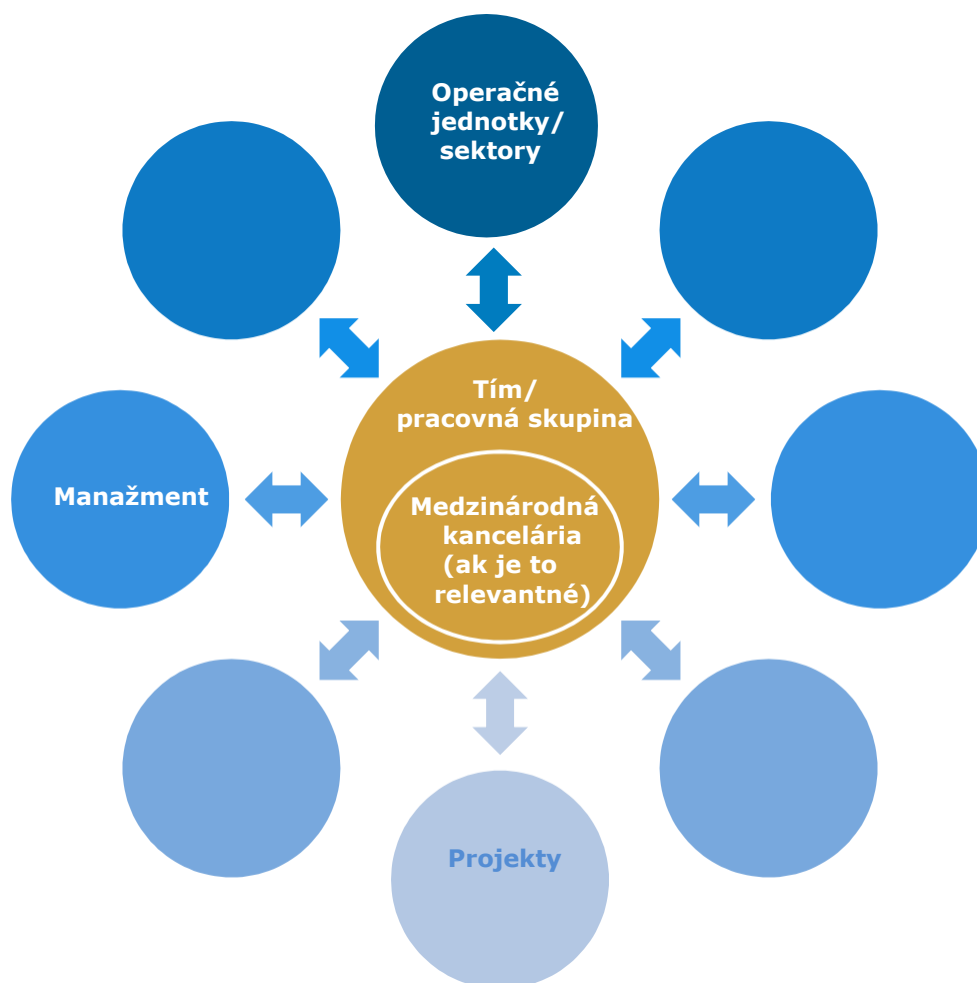 Operačné
jednotky/
sektory
Tím/
pracovná skupina
Manažment
Medzinárodná
kancelária
(ak je to
relevantné)
Projekty